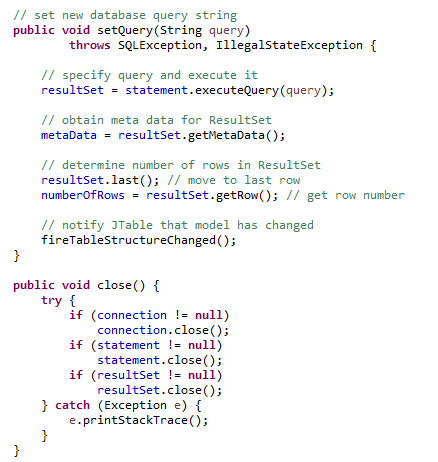 // set new database query string
public void setQuery(String query)
        throws SQLException, IllegalStateException {

    // specify query and execute it
    resultSet = statement.executeQuery(query);

    // obtain meta data for ResultSet
    metaData = resultSet.getMetaData();

    // determine number of rows in ResultSet
    resultSet.last(); // move to last row
    numberOfRows = resultSet.getRow(); // get row number

    // notify JTable that model has changed
    fireTableStructureChanged();
}

public void close() {
    try {
        if (connection != null)
            connection.close();
        if (statement != null)
            statement.close();
        if (resultSet != null)
            resultSet.close();
    } catch (Exception e) {
        e.printStackTrace();
    }
}